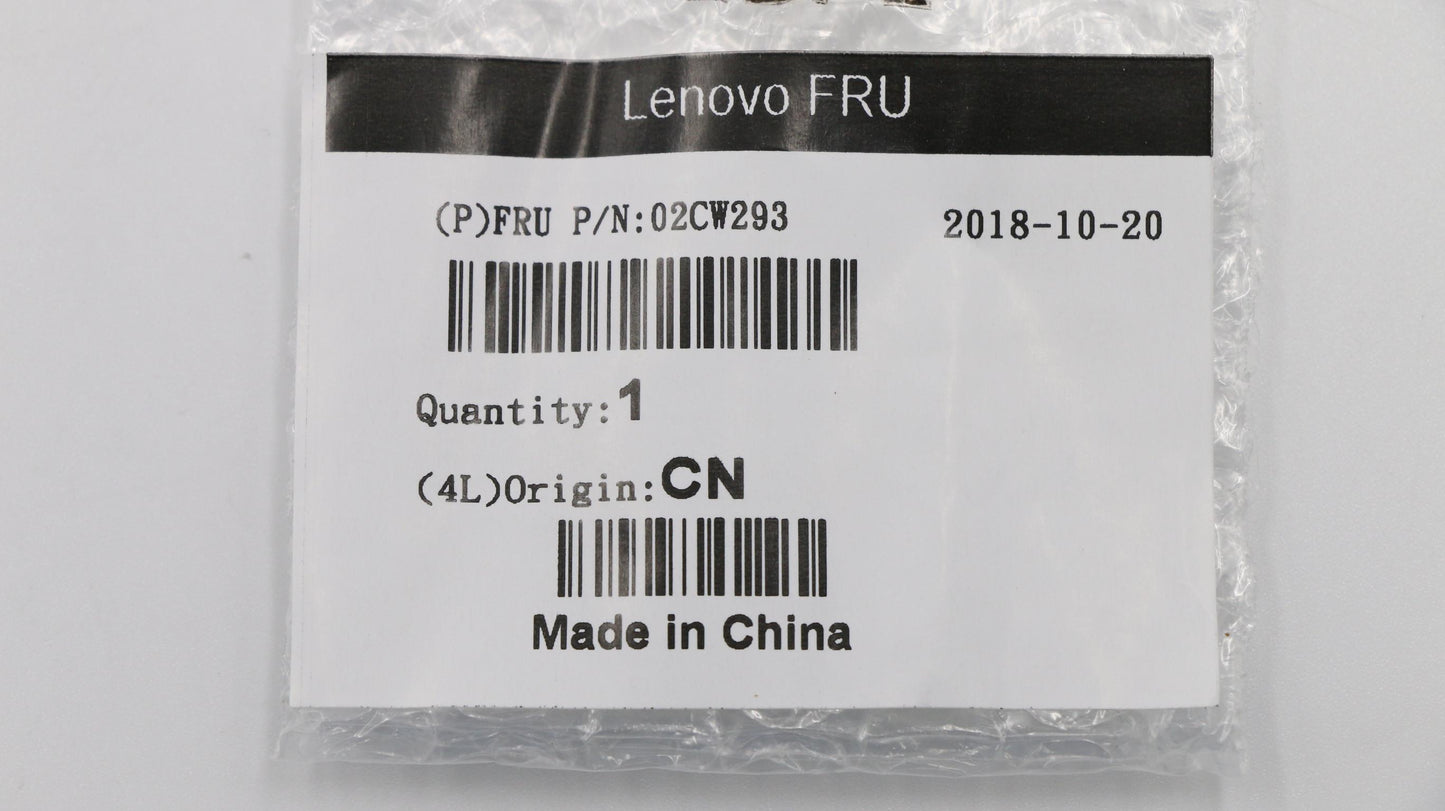 Lenovo FRU
(P)FRU P/N:02CW293 2018-10-20
Quantity:1
(4L)Origin:CN
Made in China